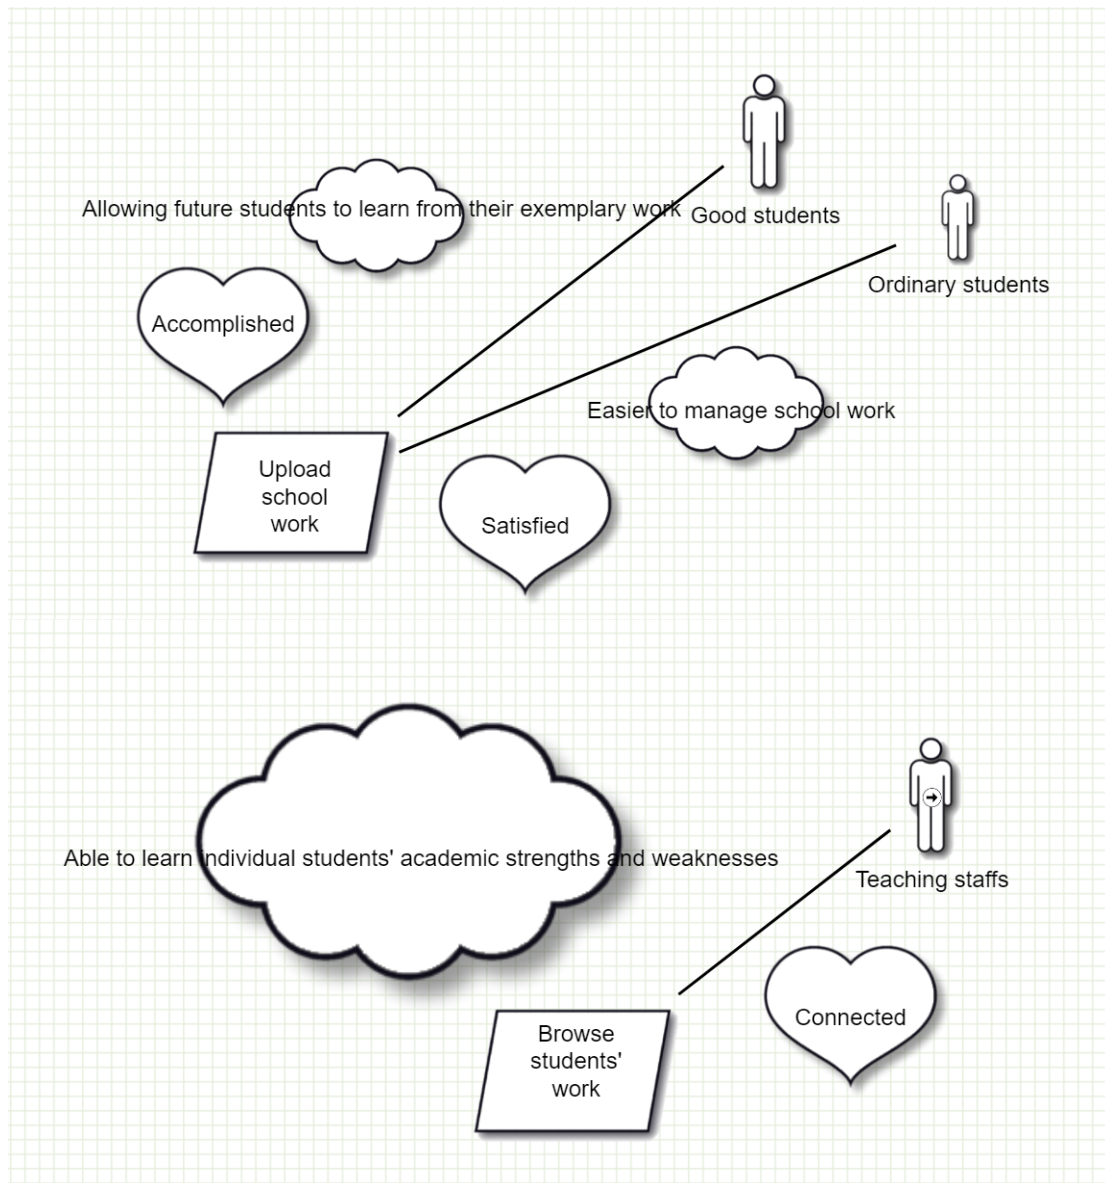 Allowing future students to learn from their exemplary work
Good students
Ordinary students
Accomplished
Easier to manage school work
Upload
school
work
Satisfied
Able to learn individual students' academic strengths and weaknesses
Teaching staffs
Connected
Browse
students'
work